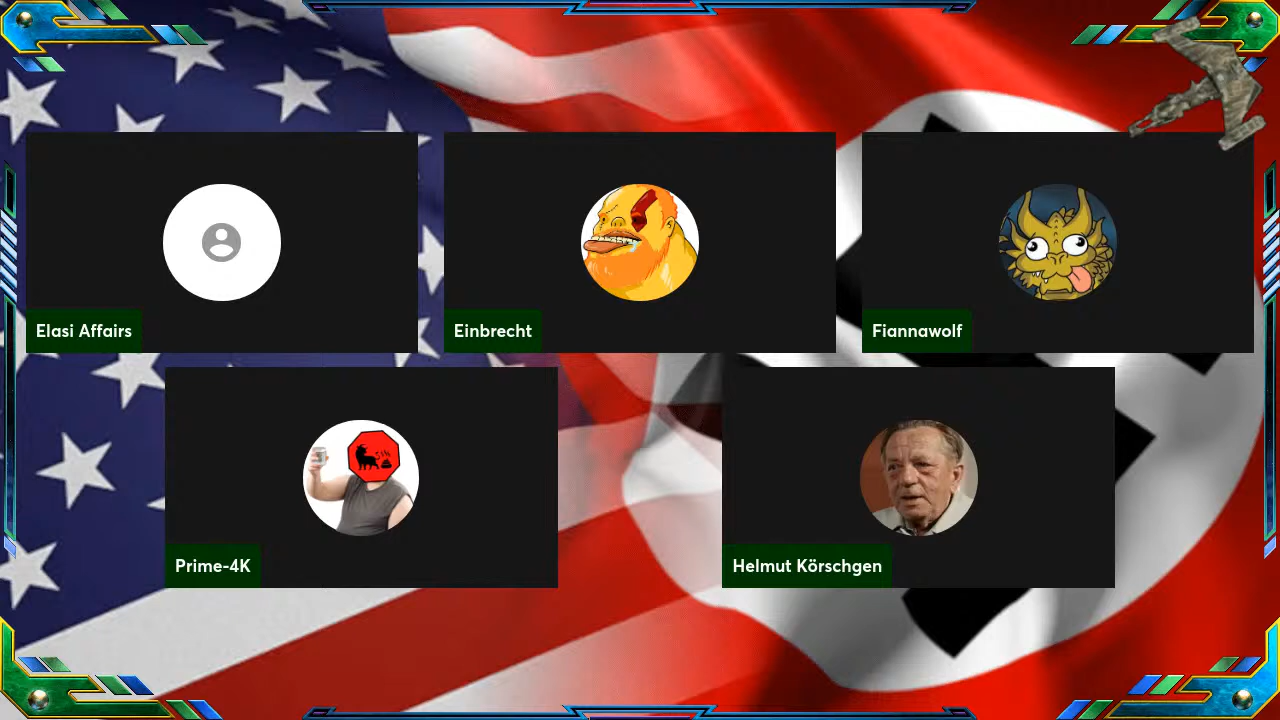 Elasi Affairs
Einbrecht
Fiannawolf
Prime-4K
Helmut Körschgen